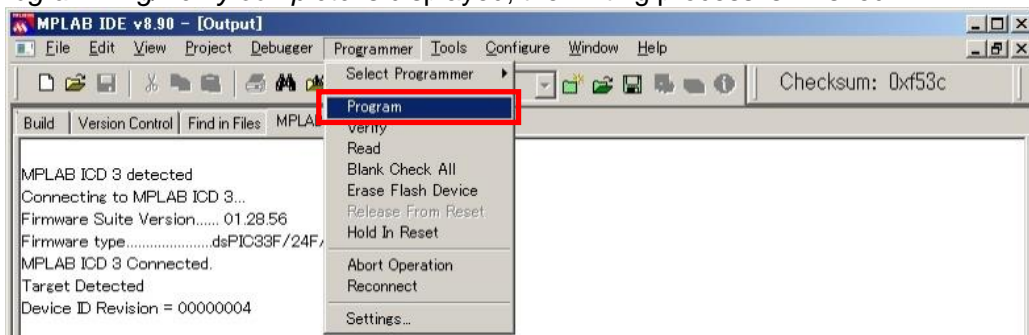 MPLAB IDE v8.90 - [Output]
File Edit View Project Debugger Programmer Tools Configure Window Help
Checksum: 0xf53c
Select Programmer
Program
Verify
Read
Blank Check All
Erase Flash Device
Release From Reset
Hold In Reset
Abort Operation
Reconnect
Settings...
Build Version Control Find in Files
MPLAB ICD 3 detected
Connecting to MPLAB ICD 3...
Firmware Suite Version...... 01.28.56
Firmware type......................dsPIC33F/24F/
MPLAB ICD 3 Connected.
Target Detected
Device ID Revision = 00000004